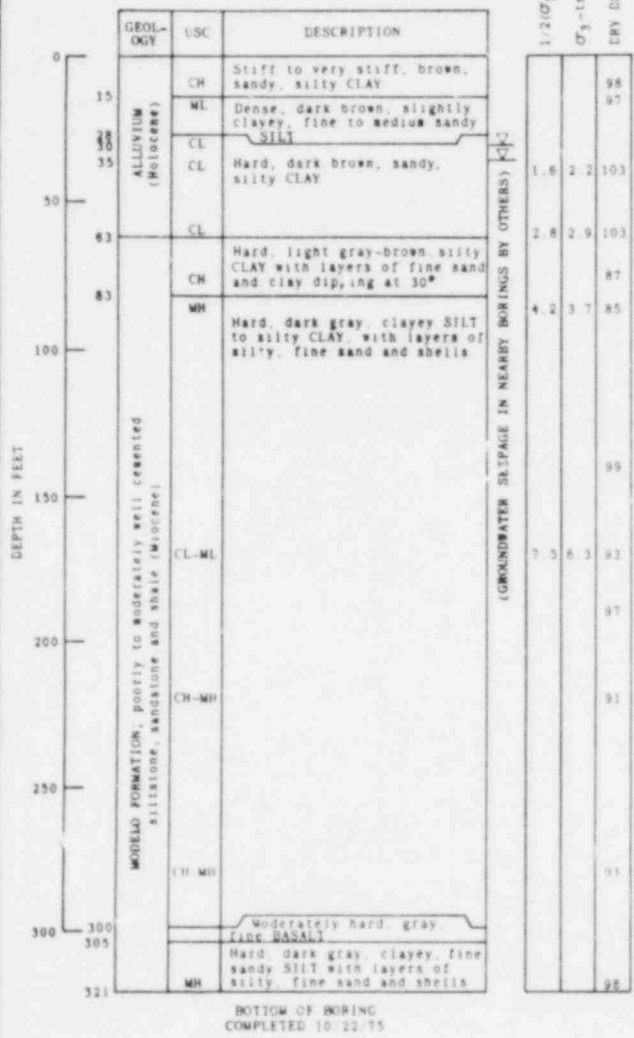 GEOL-
OGY
USC
DESCRIPTION
1/2(σ
σ3-
DRY
0
CH
Stiff to very stiff, brown,
sandy, silty CLAY
98
15
ML
97
Dense, dark brown, slightly
clayey, fine to medium sandy
SILT
28
30
CL
35
CL
Hard, dark brown, sandy,
silty CLAY
1.6 2.2 103
ALLUVIUM
(Holocene)
50
CL
63
2.8 2.9 103
Hard, light gray-brown silty
CLAY with layers of fine sand
and clay dipping at 30°
CH
87
83
MH
4.2 3.7 85
Hard, dark gray, clayey SILT
to silty CLAY, with layers of
silty, fine sand and shells
100
(GROUNDWATER SEEPAGE IN NEARBY BORINGS BY OTHERS)
99
DEPTH IN FEET
150
CL-ML
7.5 6.3 93
97
200
MODELO FORMATION; poorly to moderately well cemented
siltstone, sandstone and shale (Miocene)
CH-MH
91
250
CH-MH
93
300
300
Moderately hard, gray,
fine BASALT
305
Hard, dark gray, clayey, fine
sandy SILT with layers of
silty, fine sand and shells
MH
98
321
BOTTOM OF BORING
COMPLETED 10/22/75